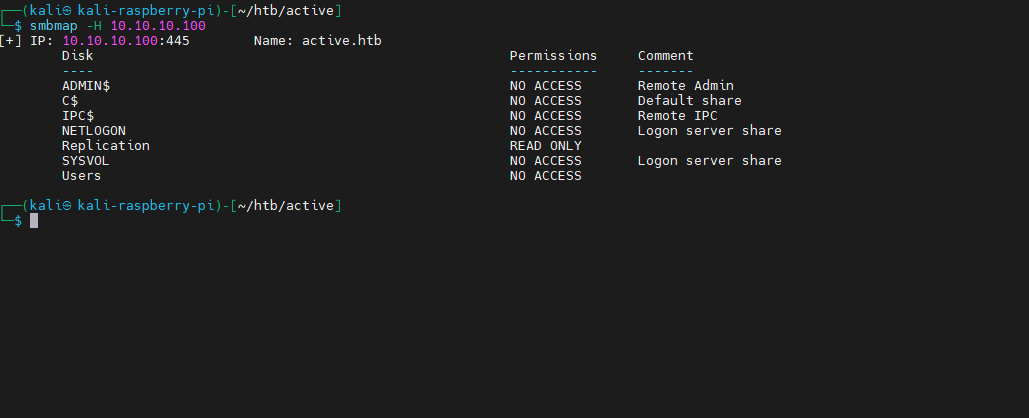 ┌──(kali㉿ kali-raspberry-pi)-[~/htb/active]
└─$ smbmap -H 10.10.10.100
[+] IP: 10.10.10.100:445 Name: active.htb
Disk Permissions Comment
---- ----------- -------
ADMIN$ NO ACCESS Remote Admin
C$ NO ACCESS Default share
IPC$ NO ACCESS Remote IPC
NETLOGON NO ACCESS Logon server share
Replication READ ONLY
SYSVOL NO ACCESS Logon server share
Users NO ACCESS
┌──(kali㉿ kali-raspberry-pi)-[~/htb/active]
└─$